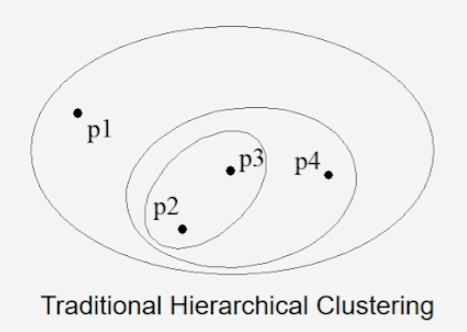 p1
p3
p4
p2
Traditional Hierarchical Clustering